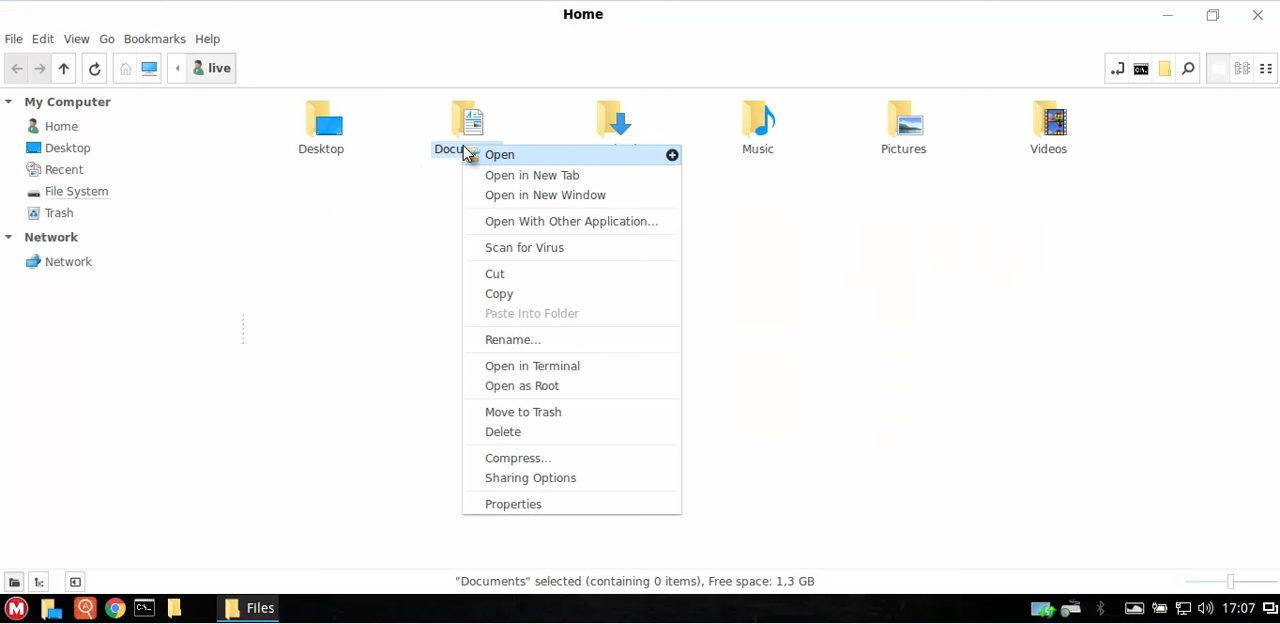 Home
File Edit View Go Bookmarks Help
live
My Computer
Home
Desktop
Recent
File System
Trash
Network
Network
Desktop
Music
Pictures
Videos
Open
Open in New Tab
Open in New Window
Open With Other Application...
Scan for Virus
Cut
Copy
Paste Into Folder
Rename...
Open in Terminal
Open as Root
Move to Trash
Delete
Compress...
Sharing Options
Properties
"Documents" selected (containing 0 items), Free space: 1,3 GB
FIles
17:07